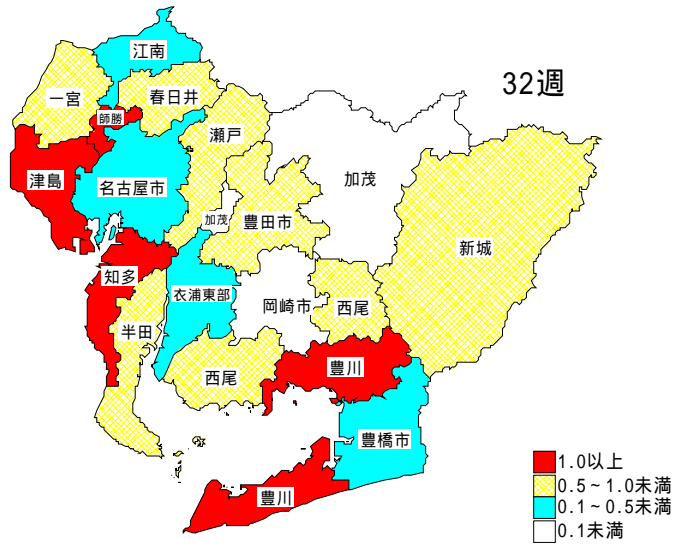 江南
32週
一宮
春日井
師勝
瀬戸
津島
名古屋市
加茂
加茂
豊田市
新城
知多
衣浦東部
岡崎市
西尾
半田
豊川
西尾
豊橋市
豊川
1.0以上
0.5~1.0未満
0.1~0.5未満
0.1未満